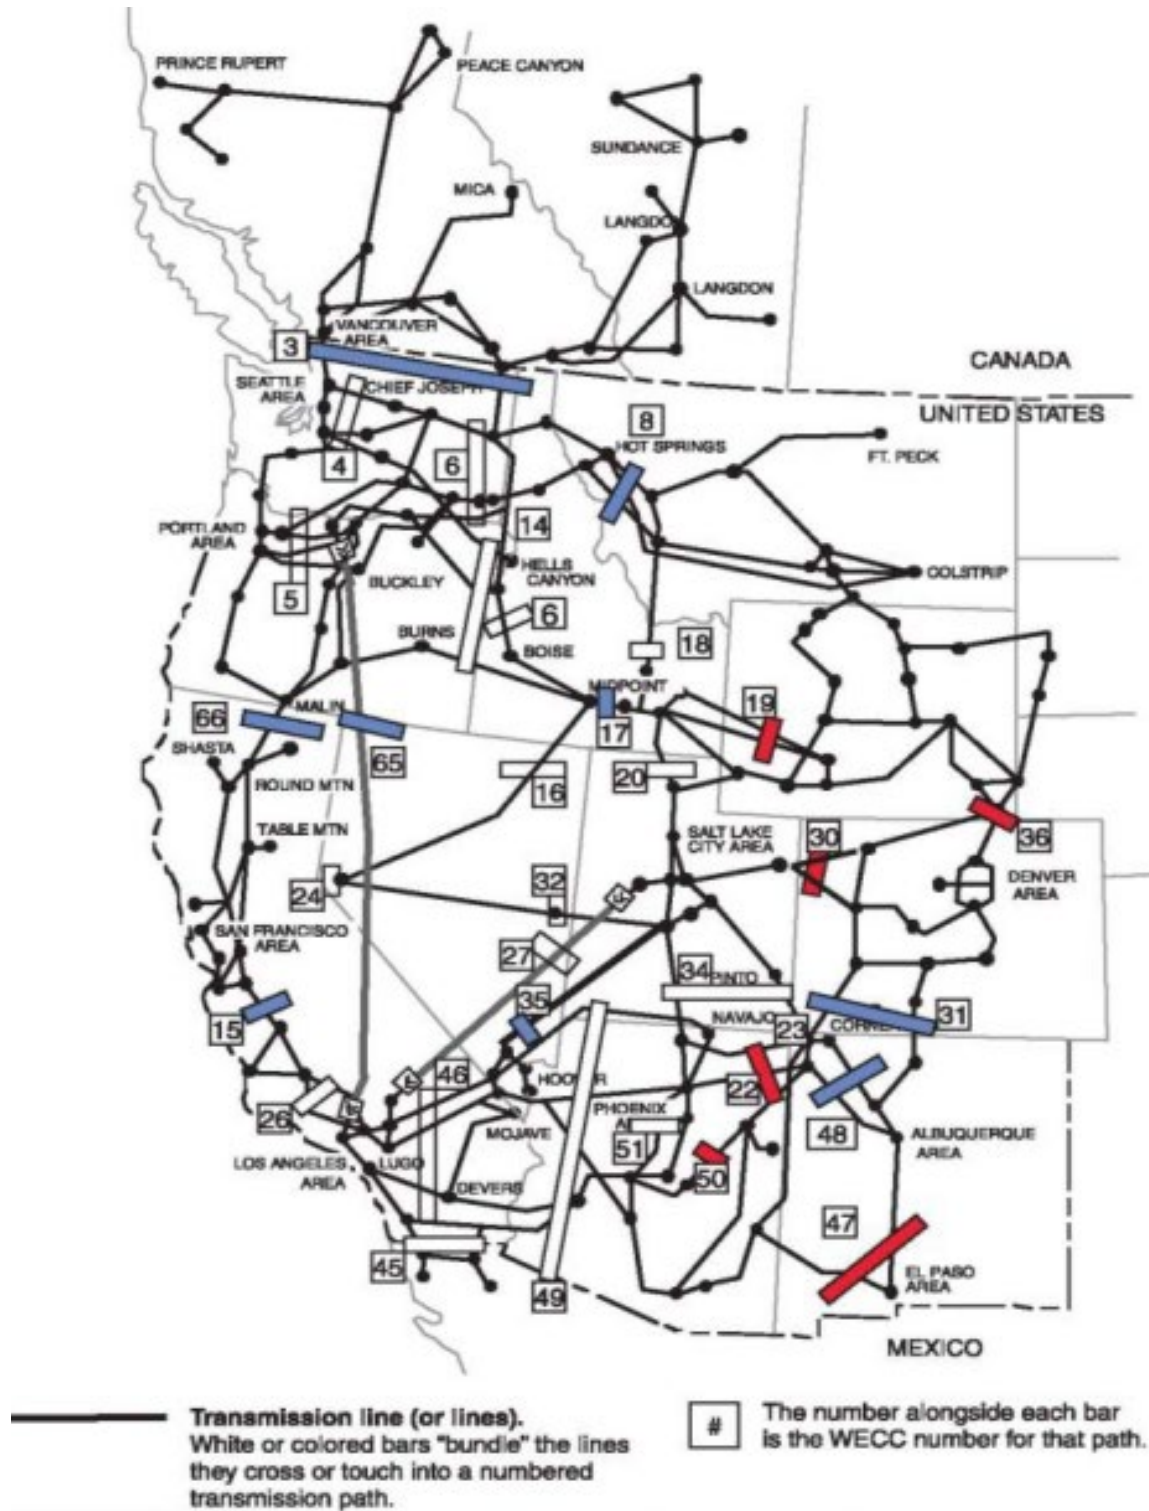 PRINCE RUPERT
PEACE CANYON
SUNDANCE
MICA
LANGDON
LANGDON
VANCOUVER
AREA
3
CANADA
SEATTLE
AREA
CHIEF JOSEPH
UNITED STATES
8
HOT SPRINGS
FT. PECK
4
6
14
PORTLAND
AREA
HELLS
CANYON
COLSTRIP
BUCKLEY
5
6
BURNS
BOISE
18
MIDPOINT
MALIN
19
66
17
SHASTA
65
20
ROUND MTN
16
TABLE MTN
SALT LAKE
CITY AREA
30
36
DENVER
AREA
24
32
SAN FRANCISCO
AREA
27
34
PINTO
35
15
NAVAJO
23
31
46
HOOVER
22
26
PHOENIX
MOJAVE
51
48
ALBUQUERQUE
AREA
LOS ANGELES
AREA
LUGO
50
DEVERS
47
45
EL PASO
AREA
49
MEXICO
Transmission line (or lines).
White or colored bars "bundle" the lines
they cross or touch into a numbered
transmission path.
#
The number alongside each bar
is the WECC number for that path.